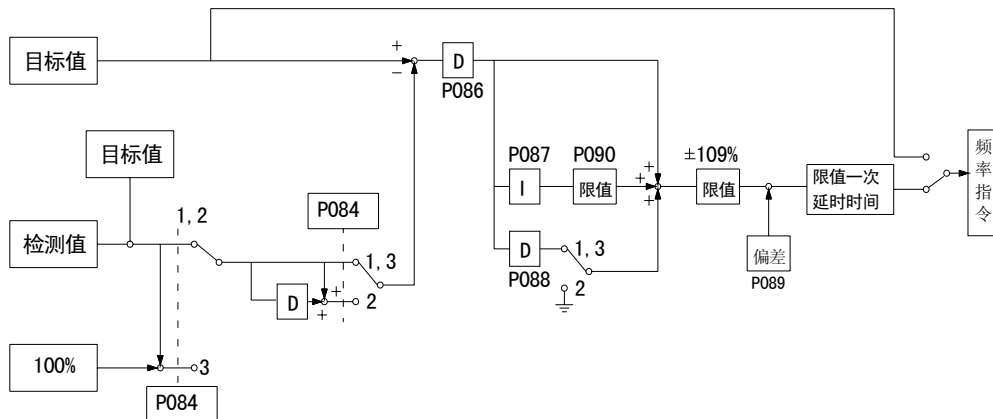 目标值
+
−
D
P086
目标值
检测值
1,2
P084
1,3
2
D
+
+
100%
3
P084
P087
I
P090
限值
D
P088
1,3
2
+
+
+
±109%
限值
偏差
P089
限值一次
延时时间
频率指令